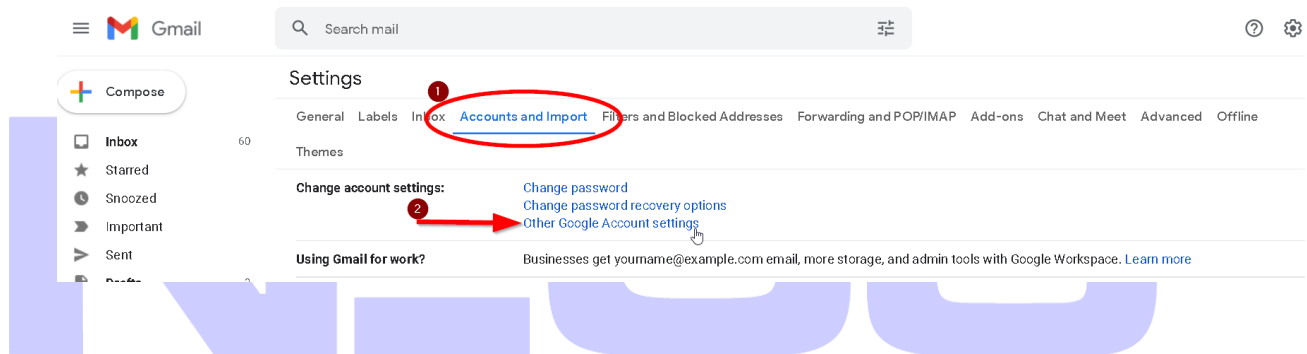 Gmail
Search mail
Compose
Settings
1
General Labels Inbox Accounts and Import Filters and Blocked Addresses Forwarding and POP/IMAP Add-ons Chat and Meet Advanced Offline
Themes
Inbox 60
Starred
Snoozed
Important
Sent
Drafts
Change account settings:
Change password
Change password recovery options
2
Other Google Account settings
Using Gmail for work?
Businesses get yourname@example.com email, more storage, and admin tools with Google Workspace. Learn more